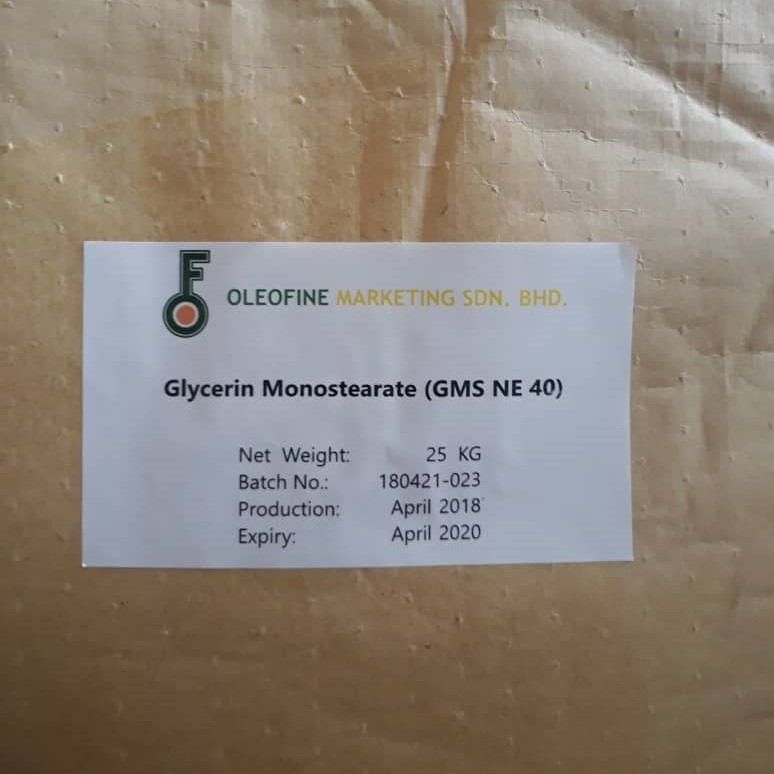 F
OLEOFINE MARKETING SDN. BHD.
Glycerin Monostearate (GMS NE 40)
Net Weight: 25 KG
Batch No.: 180421-023
Production: April 2018
Expiry: April 2020